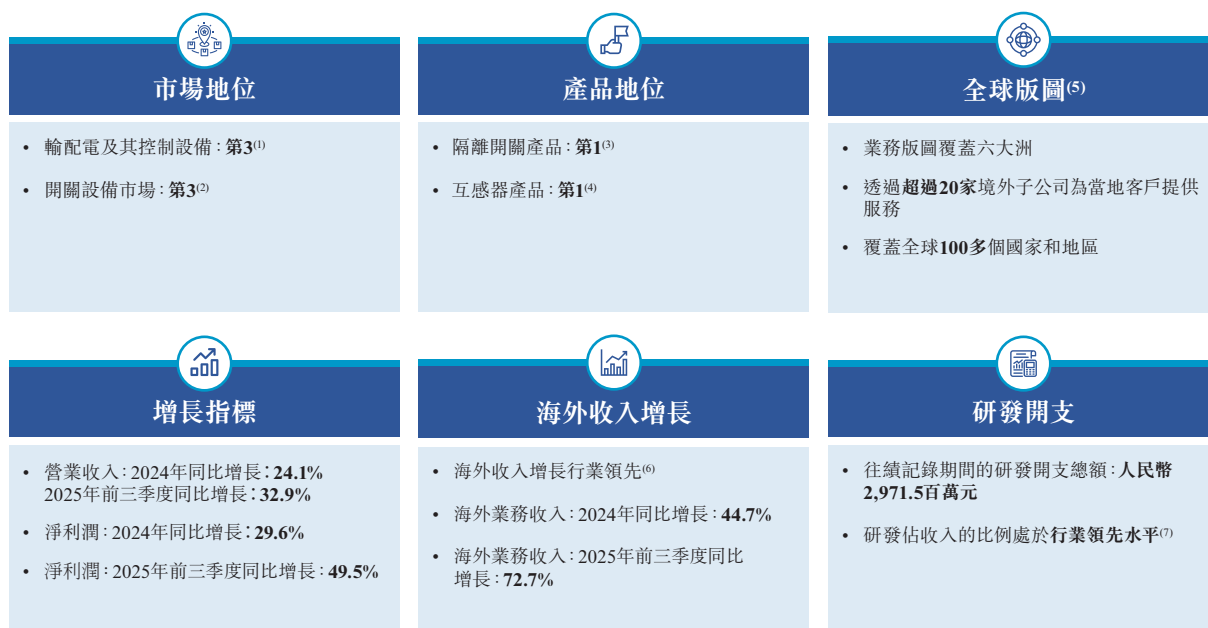 市場地位
• 輸配電及其控制設備：第3(1)
• 開關設備市場：第3(2)
產品地位
• 隔離開關產品：第1(3)
• 互感器產品：第1(4)
全球版圖(5)
• 業務版圖覆蓋六大洲
• 透過超過20家境外子公司為當地客戶提供
服務
• 覆蓋全球100多個國家和地區
增長指標
• 營業收入：2024年同比增長：24.1%
2025年前三季度同比增長：32.9%
• 淨利潤：2024年同比增長：29.6%
• 淨利潤：2025年前三季度同比增長：49.5%
海外收入增長
• 海外收入增長行業領先(6)
• 海外業務收入：2024年同比增長：44.7%
• 海外業務收入：2025年前三季度同比
增長：72.7%
研發開支
• 往績記錄期間的研發開支總額：人民幣
2,971.5百萬元
• 研發佔收入的比例處於行業領先水平(7)